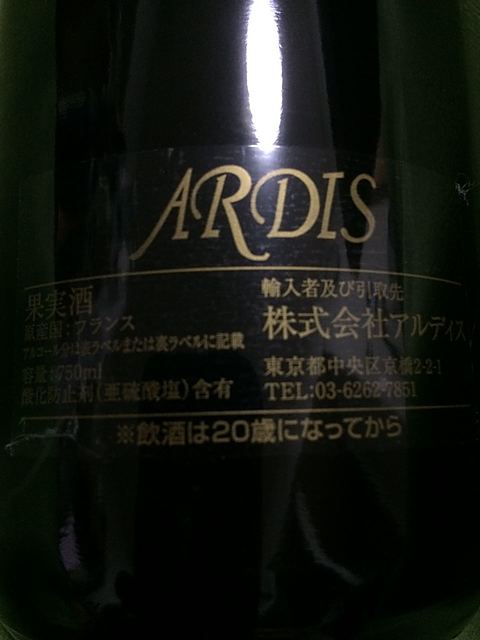 ARDIS
果実酒
原産国:フランス
アルコール分は表ラベルまたは裏ラベルに記載
容量:750ml
酸化防止剤(亜硫酸塩)含有
輸入者及び引取先
株式会社アルディス
東京都中央区京橋2-2-1
TEL:03-6262-7851
※飲酒は20歳になってから